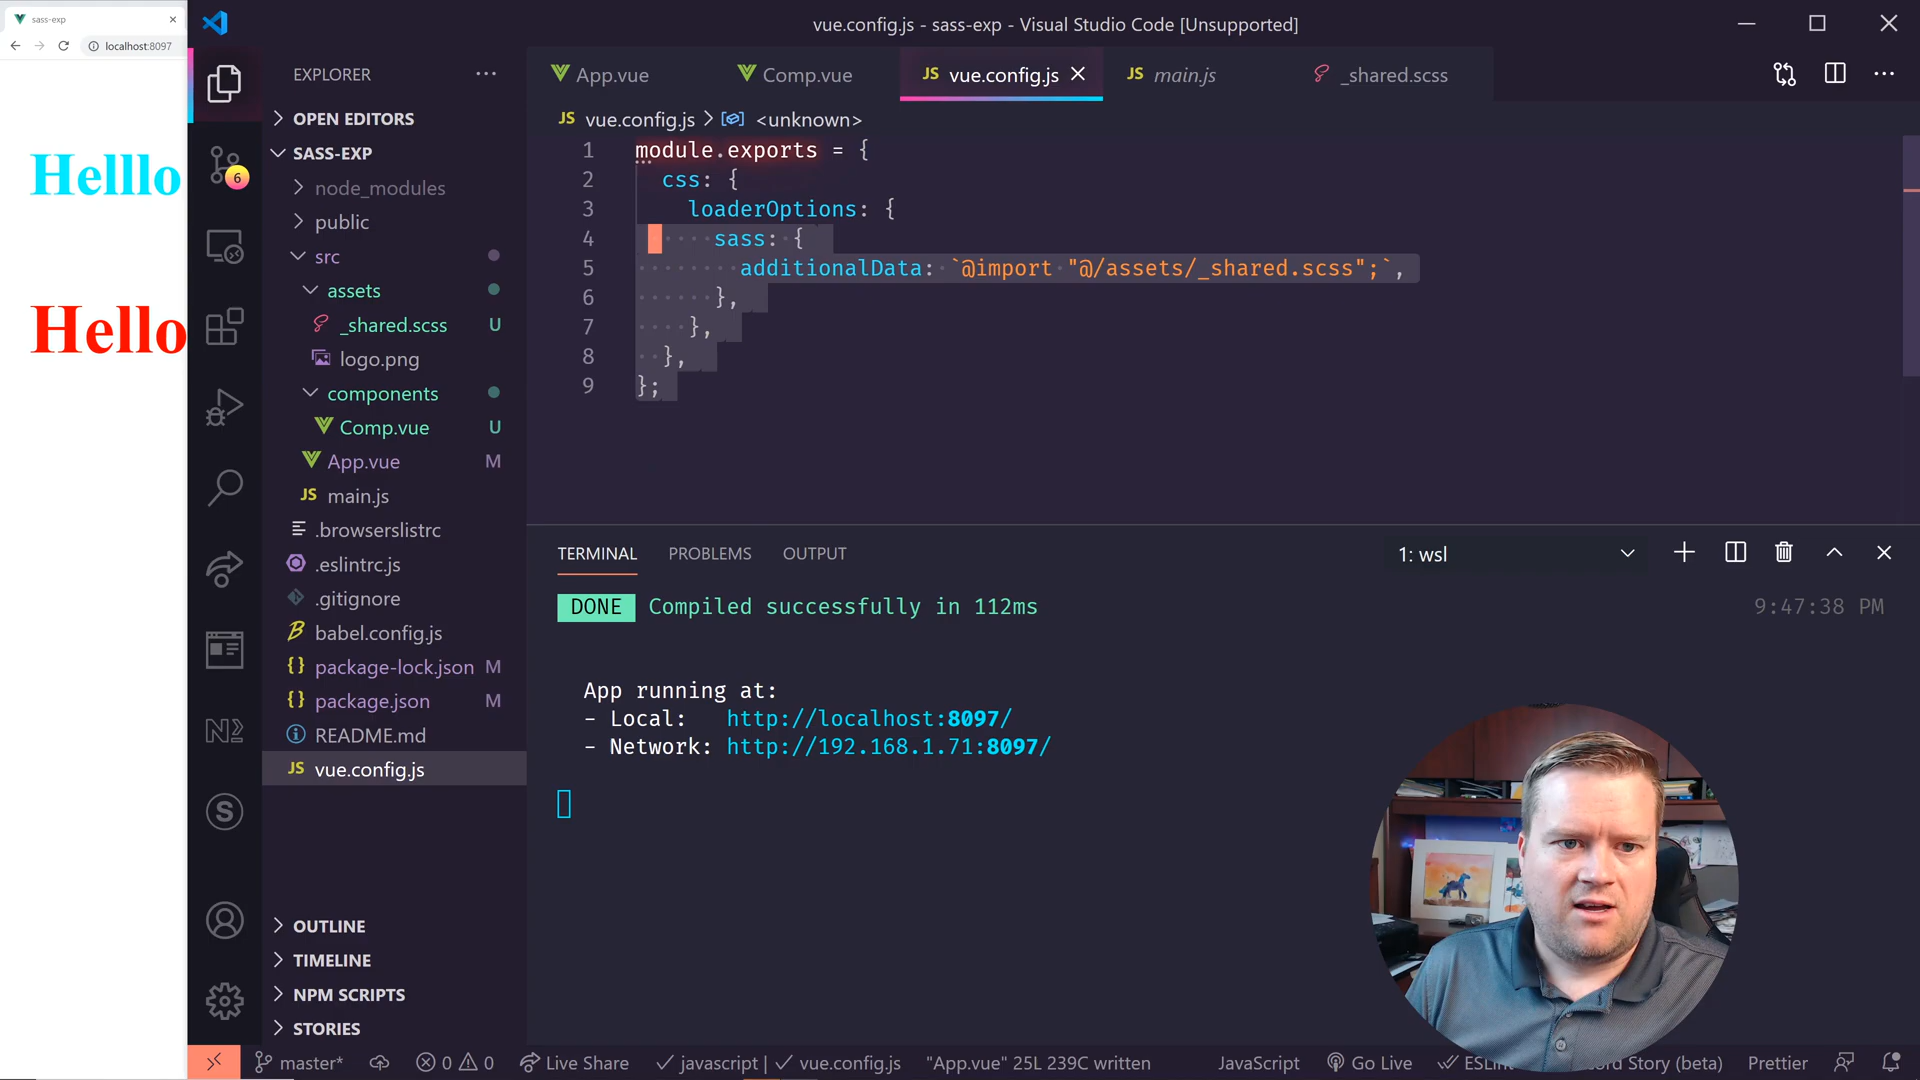 sass-exp
localhost:8097
Helllo
Hello
vue.config.js - sass-exp - Visual Studio Code [Unsupported]
EXPLORER
OPEN EDITORS
SASS-EXP
node_modules
public
src
assets
_shared.scss U
logo.png
components
Comp.vue U
App.vue M
main.js
.browserslistrc
.eslintrc.js
.gitignore
babel.config.js
package-lock.json M
package.json M
README.md
vue.config.js
OUTLINE
TIMELINE
NPM SCRIPTS
STORIES
6
App.vue
Comp.vue
JS vue.config.js
JS main.js
_shared.scss
JS vue.config.js > <unknown>
1 module.exports = {
2 css: {
3 loaderOptions: {
4 sass: {
5 additionalData: `@import "@/assets/_shared.scss";`,
6 },
7 },
8 },
9 };
TERMINAL PROBLEMS OUTPUT
1: wsl
DONE Compiled successfully in 112ms
9:47:38 PM
App running at:
- Local: http://localhost:8097/
- Network: http://192.168.1.71:8097/
master* 0 0 Live Share javascript | vue.config.js "App.vue" 25L 239C written JavaScript Go Live Story (beta) Prettier